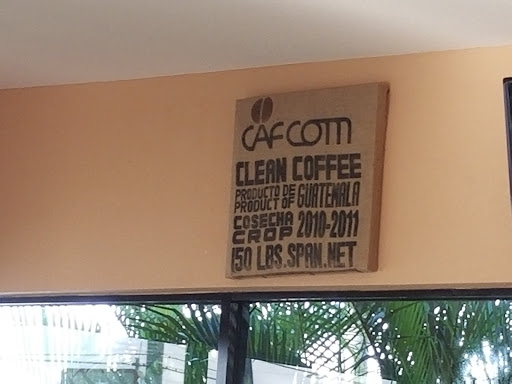 CAFCOM
CLEAN COFFEE
PRODUCTO DE
PRODUCT OF GUATEMALA
COSECHA
CROP 2010-2011
150 LBS. SPAN. NET